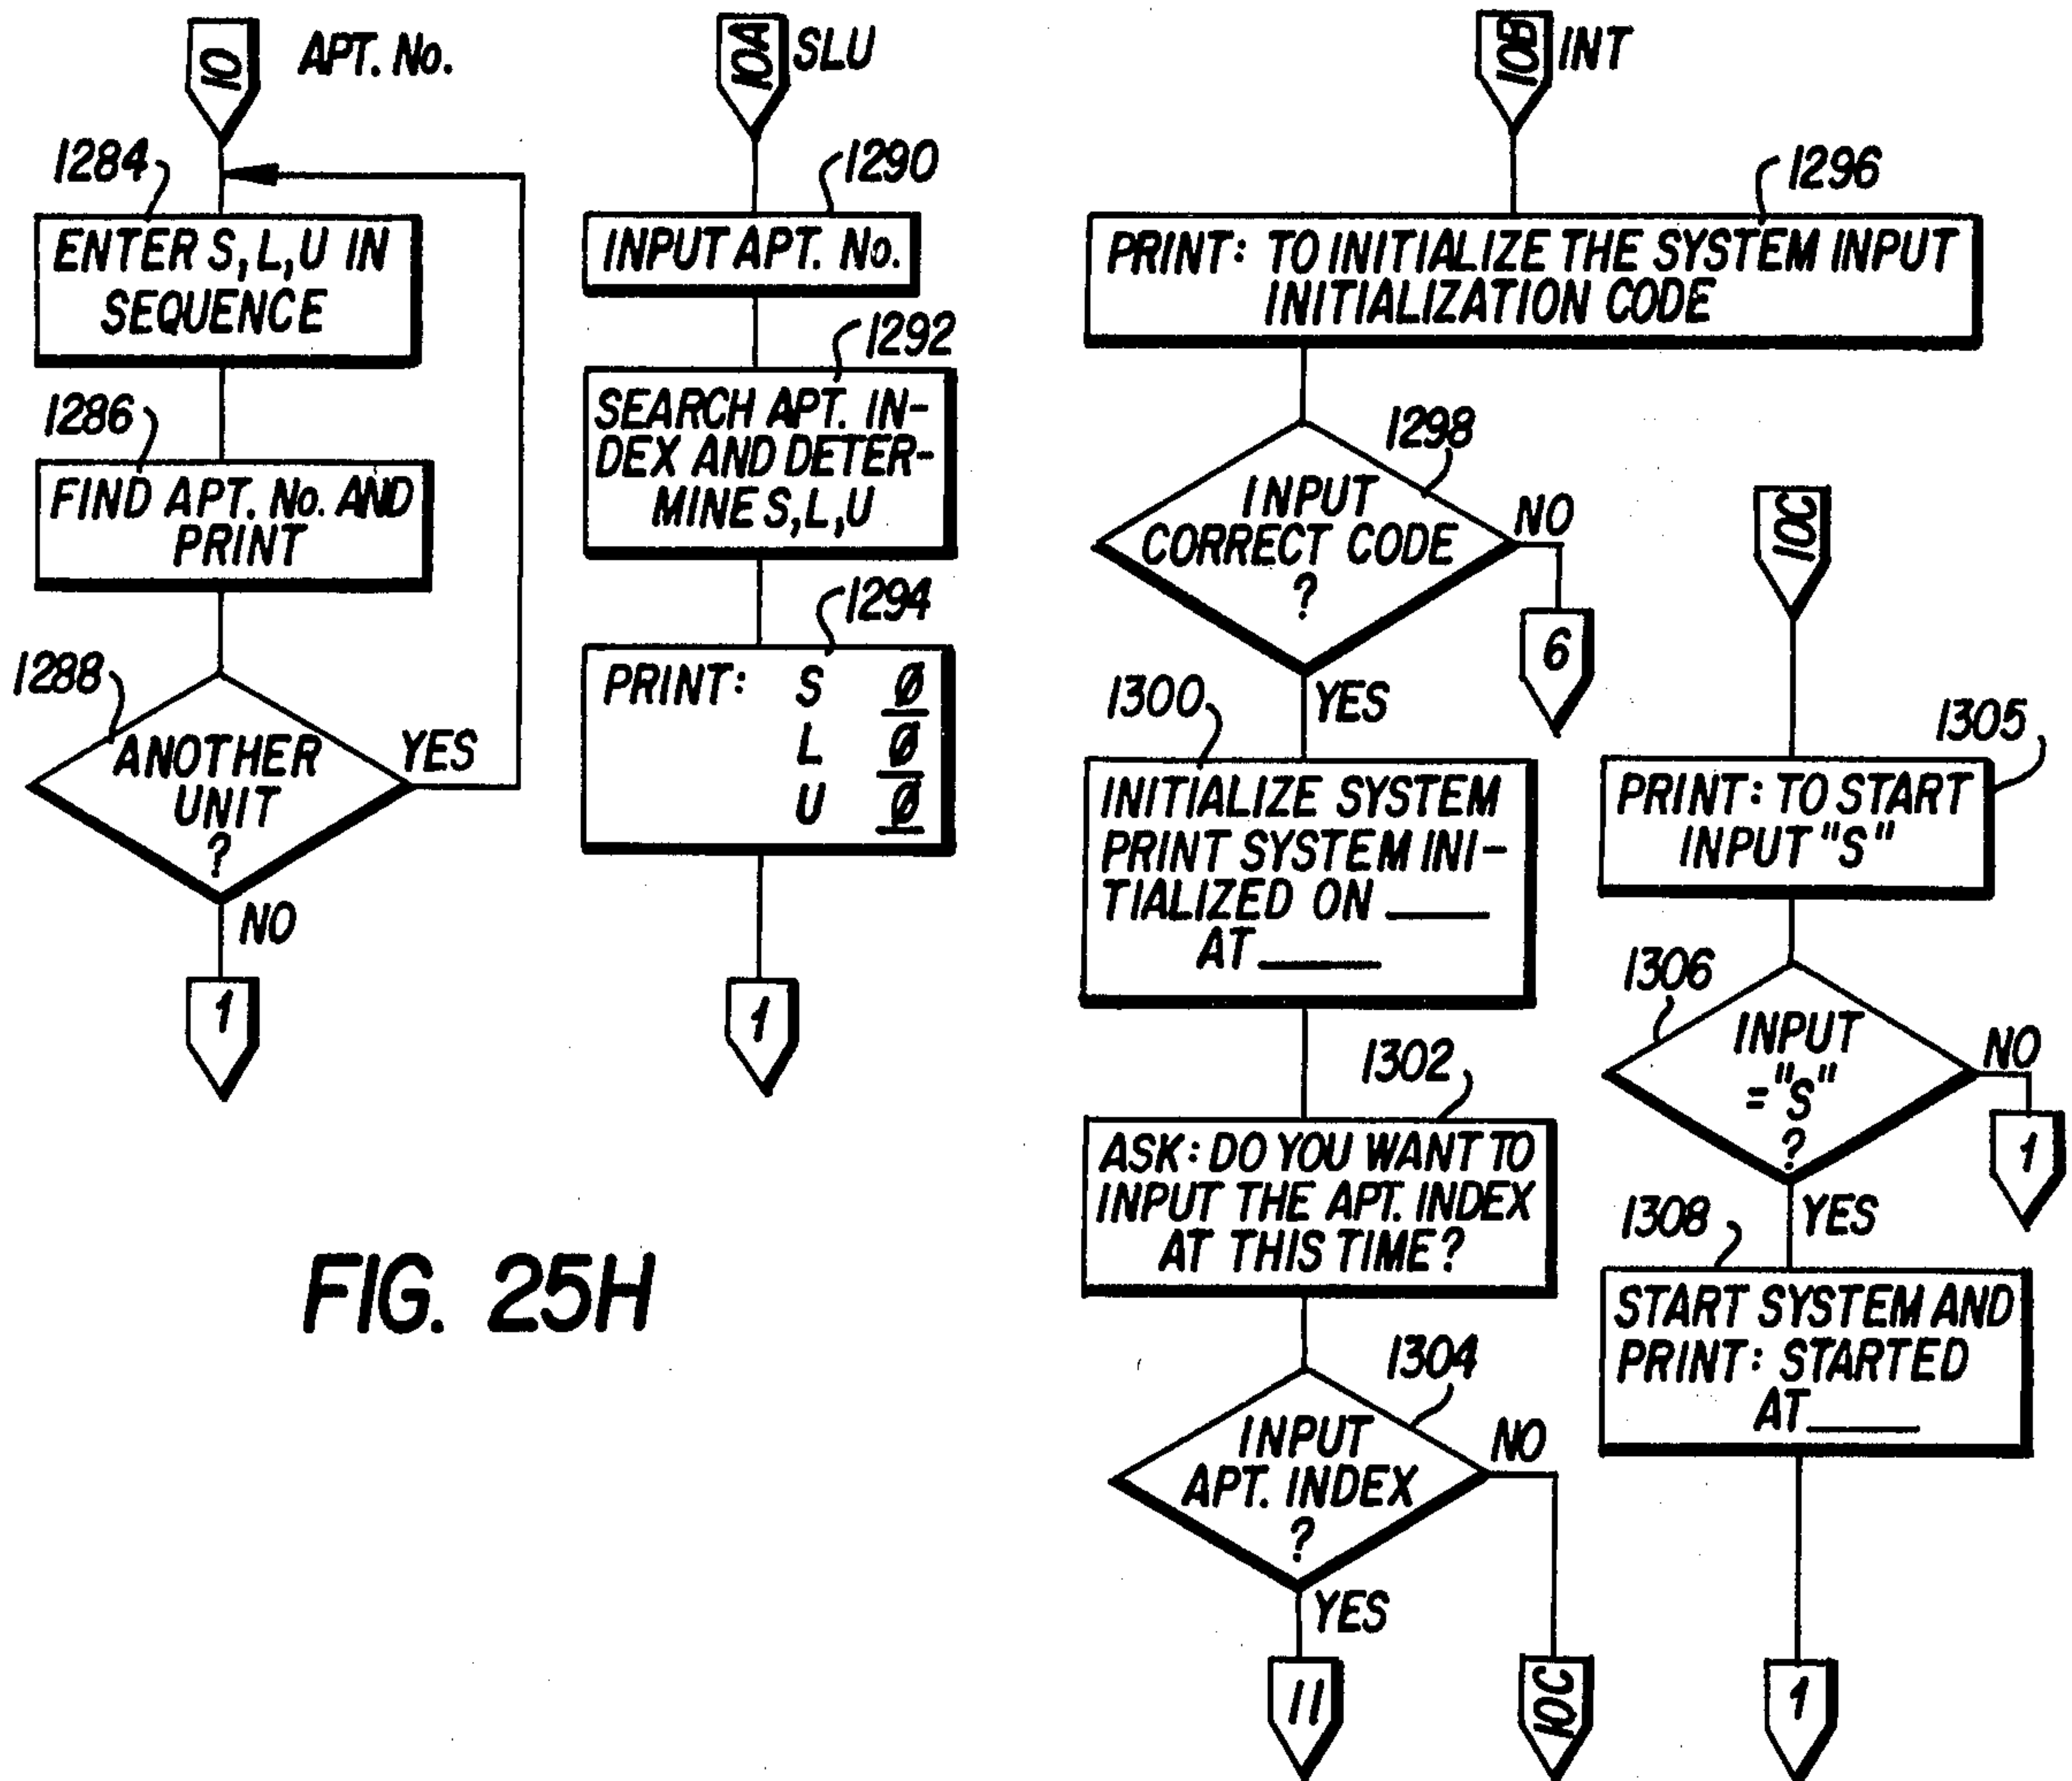 10
APT. No.
1284
ENTER S, L, U IN
SEQUENCE
1286
FIND APT. No. AND
PRINT
1288
ANOTHER
UNIT
?
YES
NO
1
10A
SLU
1290
INPUT APT. No.
1292
SEARCH APT. IN-
DEX AND DETER-
MINE S, L, U
1294
PRINT: S Ø
L Ø
U Ø
1
10B
INT
1296
PRINT: TO INITIALIZE THE SYSTEM INPUT
INITIALIZATION CODE
1298
INPUT
CORRECT CODE
?
NO
6
YES
1300
INITIALIZE SYSTEM
PRINT SYSTEM INI-
TIALIZED ON _____
AT _____
1302
ASK: DO YOU WANT TO
INPUT THE APT. INDEX
AT THIS TIME?
1304
INPUT
APT. INDEX
?
NO
YES
11
10C
10C
1305
PRINT: TO START
INPUT "S"
1306
INPUT
= "S"
?
NO
1
YES
1308
START SYSTEM AND
PRINT: STARTED
AT _____
1
FIG. 25H